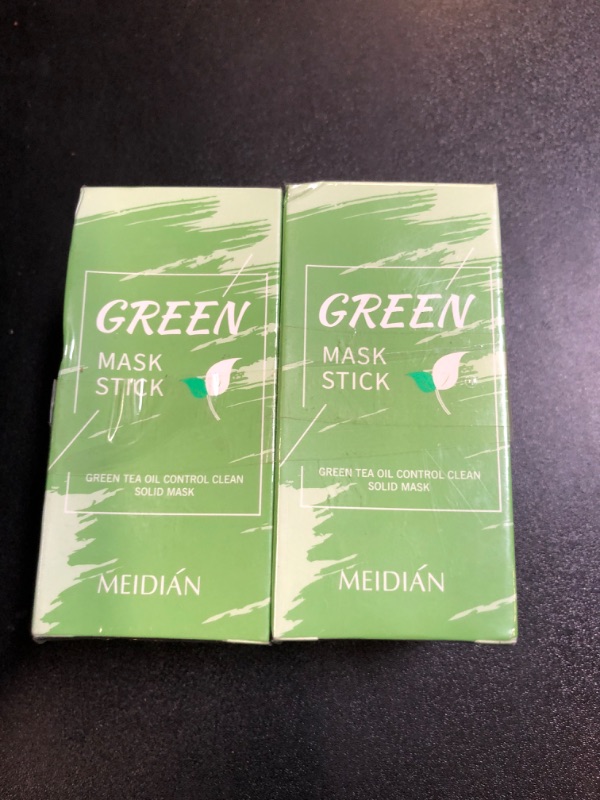 GREEN
MASK
STICK
GREEN TEA OIL CONTROL CLEAN
SOLID MASK
MEIDIÁN
GREEN
MASK
STICK
GREEN TEA OIL CONTROL CLEAN
SOLID MASK
MEIDIÁN